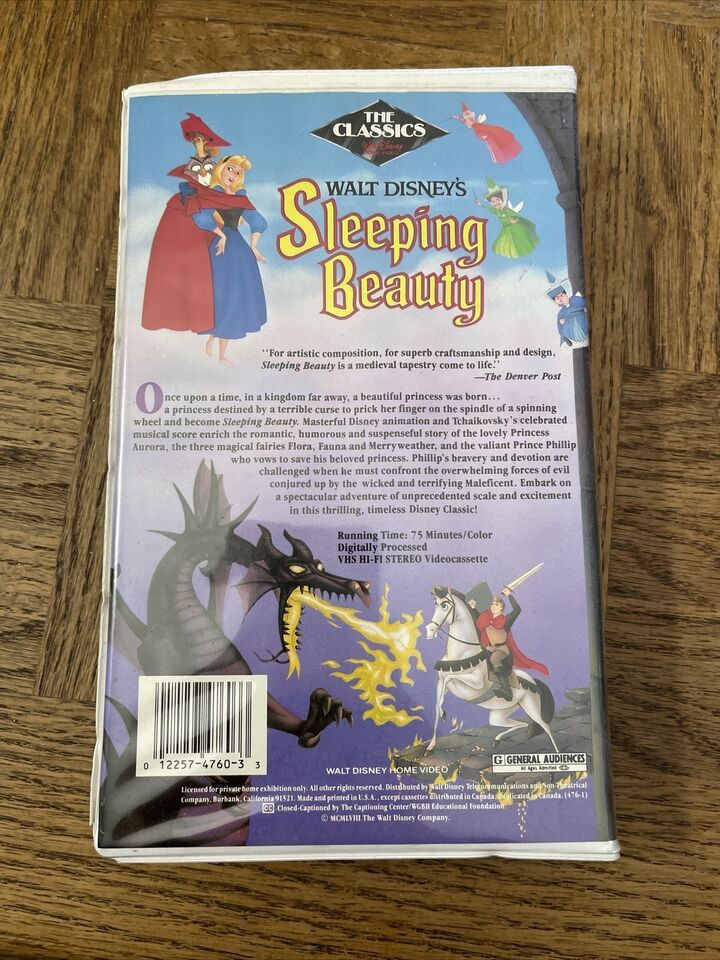 THE
CLASSICS
Walt Disney
HOME VIDEO
WALT DISNEY'S
Sleeping
Beauty
"For artistic composition, for superb craftsmanship and design,
Sleeping Beauty is a medieval tapestry come to life."
—The Denver Post
Once upon a time, in a kingdom far away, a beautiful princess was born...
a princess destined by a terrible curse to prick her finger on the spindle of a spinning
wheel and become Sleeping Beauty. Masterful Disney animation and Tchaikovsky's celebrated
musical score enrich the romantic, humorous and suspenseful story of the lovely Princess
Aurora, the three magical fairies Flora, Fauna and Merryweather, and the valiant Prince Phillip
who vows to save his beloved princess. Phillip's bravery and devotion are
challenged when he must confront the overwhelming forces of evil
conjured up by the wicked and terrifying Maleficent. Embark on
a spectacular adventure of unprecedented scale and excitement
in this thrilling, timeless Disney Classic!
Running Time: 75 Minutes/Color
Digitally Processed
VHS HI-FI STEREO Videocassette
0 12257-4760-3 3
WALT DISNEY HOME VIDEO
G GENERAL AUDIENCES
All Ages Admitted
Licensed for private home exhibition only. All other rights reserved. Distributed by Walt Disney Telecommunications and Non-Theatrical
Company, Burbank, California 91521. Made and printed in U.S.A., except cassettes distributed in Canada duplicated in Canada. (476-1)
CC Closed-Captioned by The Captioning Center/WGBH Educational Foundation.
© MCMLVIII The Walt Disney Company.